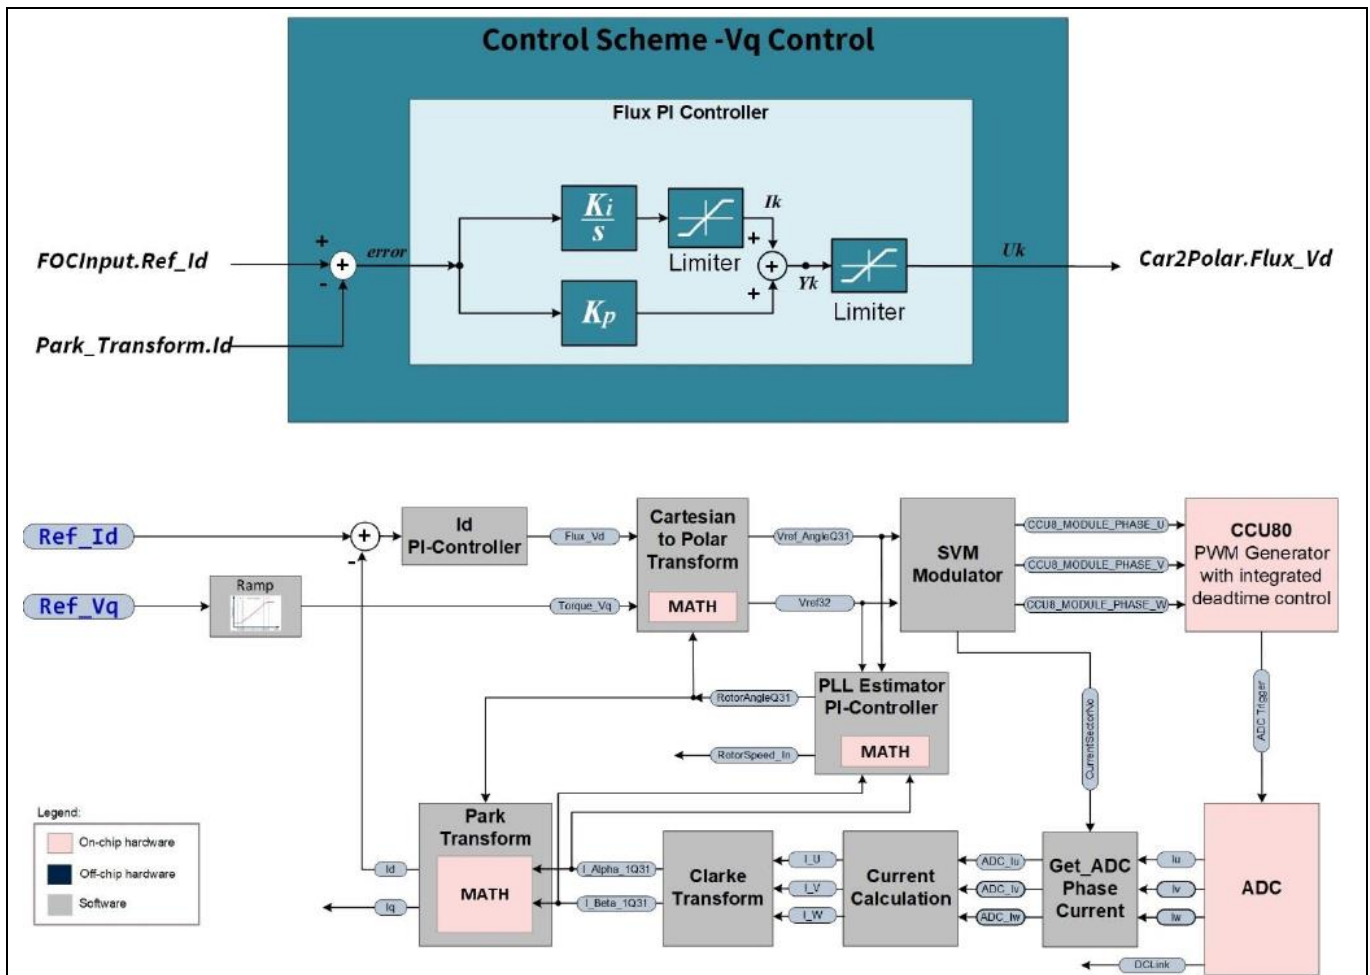 Control Scheme -Vq Control
Flux PI Controller
Ki
s
Ik
+
Limiter
FOCInput.Ref_Id
+
-
+
error
+
Yk
Uk
Car2Polar.Flux_Vd
+
Kp
Limiter
Park_Transform.Id
Ref_Id
+
-
Id
PI-Controller
Flux_Vd
Cartesian
to Polar
Transform
MATH
Vref_AngleQ31
SVM
Modulator
CCU8_MODULE_PHASE_U
CCU8_MODULE_PHASE_V
CCU8_MODULE_PHASE_W
CCU80
PWM Generator
with integrated
deadtime control
Ref_Vq
Ramp
Torque_Vq
Vref32
PLL Estimator
PI-Controller
MATH
RotorAngleQ31
RotorSpeed_In
CurrentSectorNo
ADC Trigger
Legend:
On-chip hardware
Off-chip hardware
Software
Park
Transform
MATH
Id
Iq
I_Alpha_1Q31
I_Beta_1Q31
Clarke
Transform
I_U
I_V
I_W
Current
Calculation
ADC_Iu
ADC_Iv
ADC_Iw
Get_ADC
Phase
Current
Iu
Iv
Iw
ADC
DCLink